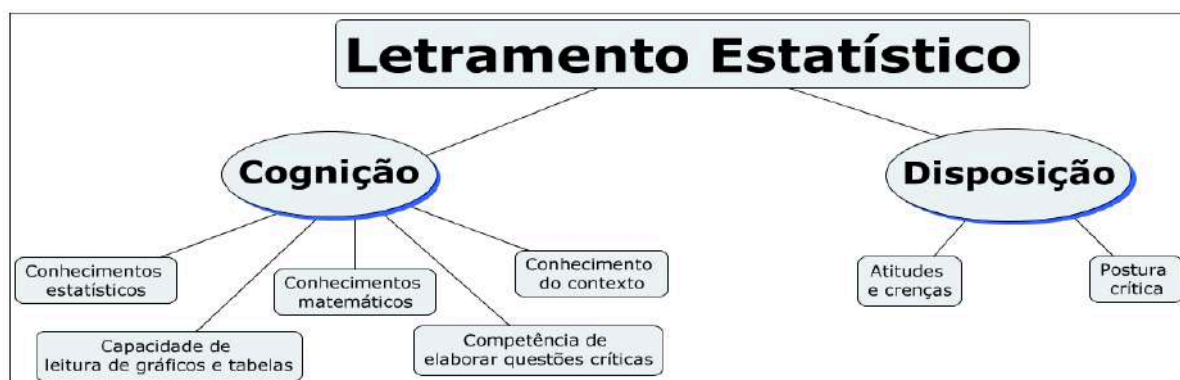 Letramento Estatístico
Cognição
Disposição
Conhecimentos
estatísticos
Capacidade de
leitura de gráficos e tabelas
Conhecimentos
matemáticos
Competência de
elaborar questões críticas
Conhecimento
do contexto
Atitudes
e crenças
Postura
crítica